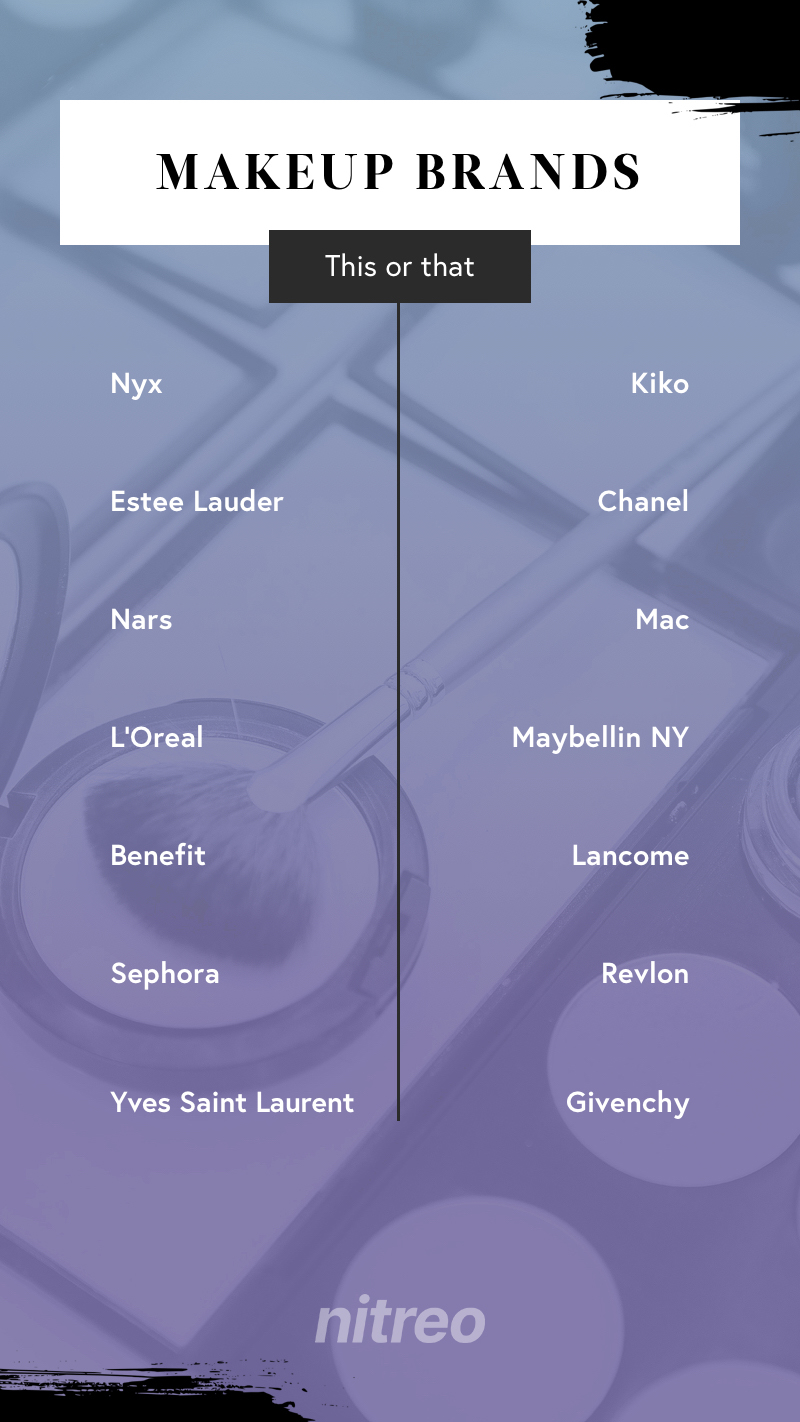 MAKEUP BRANDS
This or that
Nyx Kiko
Estee Lauder Chanel
Nars Mac
L'Oreal Maybellin NY
Benefit Lancome
Sephora Revlon
Yves Saint Laurent Givenchy
nitreo